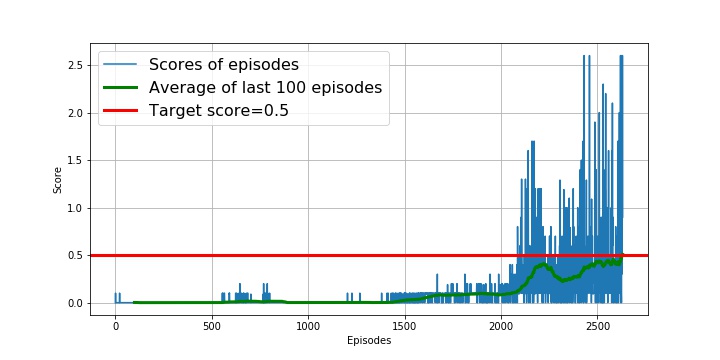 Scores of episodes
Average of last 100 episodes
Target score=0.5
2.5
2.0
1.5
1.0
0.5
0.0
Score
0 500 1000 1500 2000 2500
Episodes